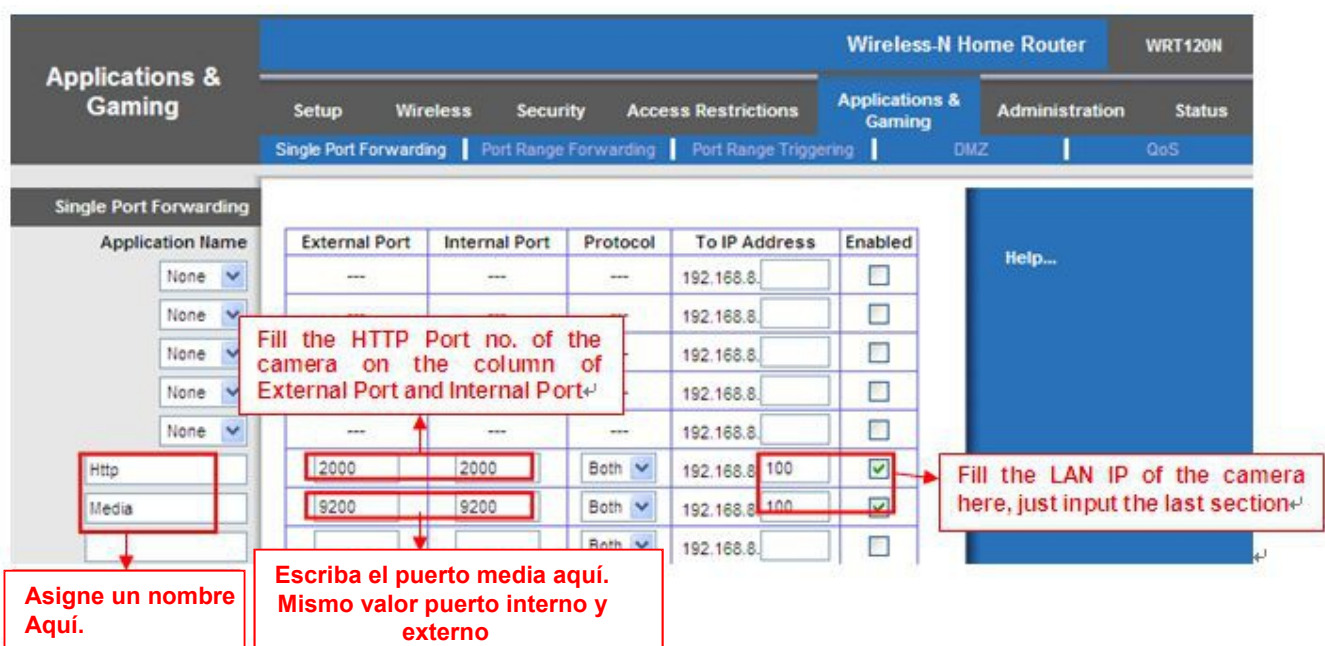 Wireless-N Home Router WRT120N
Applications &
Gaming
Setup Wireless Security Access Restrictions Applications & Gaming Administration Status
Single Port Forwarding Port Range Forwarding Port Range Triggering DMZ QoS
Single Port Forwarding
Application Name External Port Internal Port Protocol To IP Address Enabled
Help...
None --- --- --- 192.168.8.
None --- --- --- 192.168.8.
None 192.168.8.
None 192.168.8.
Fill the HTTP Port no. of the
camera on the column of
External Port and Internal Port↵
None --- --- --- 192.168.8.
Http 2000 2000 Both 192.168.8. 100
Media 9200 9200 Both 192.168.8. 100
Both 192.168.8.
Fill the LAN IP of the camera
here, just input the last section↵
↵
Asigne un nombre
Aquí.
Escriba el puerto media aquí.
Mismo valor puerto interno y
externo